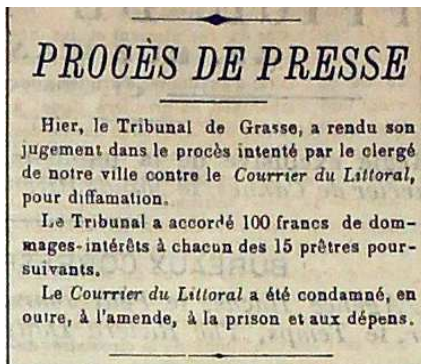 PROCÈS DE PRESSE
Hier, le Tribunal de Grasse, a rendu son
jugement dans le procès intenté par le clergé
de notre ville contre le Courrier du Littoral,
pour diffamation.
Le Tribunal a accordé 100 francs de dom-
mages-intérêts à chacun des 15 prêtres pour-
suivants.
Le Courrier du Littoral a été condamné, en
ouire, à l'amende, à la prison et aux dépens.